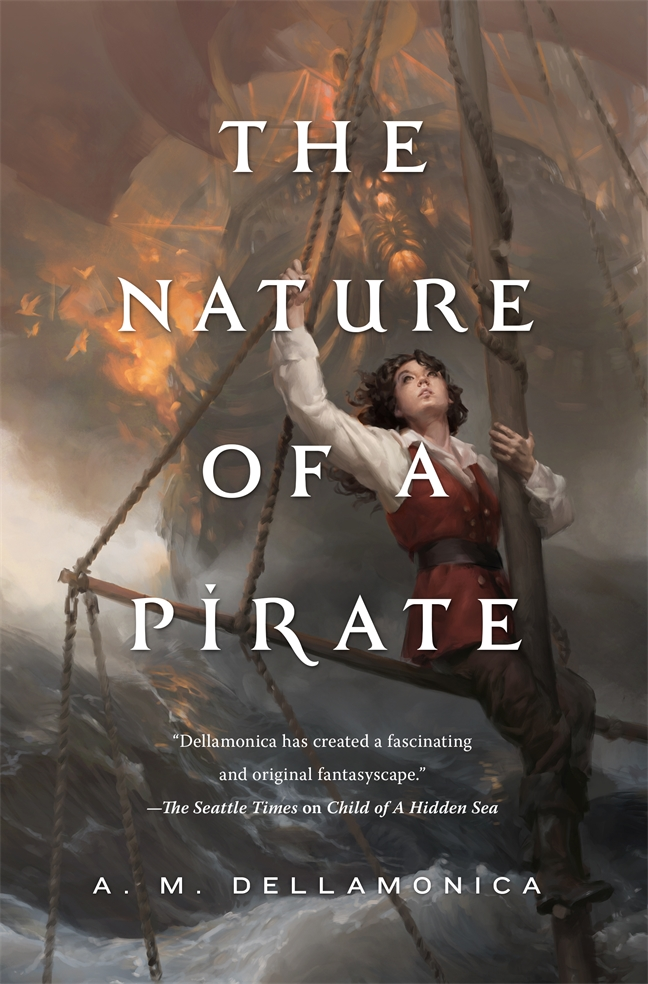 THE
NATURE
OF A
PIRATE
“Dellamonica has created a fascinating
and original fantasyscape.”
—The Seattle Times on Child of A Hidden Sea
A. M. DELLAMONICA